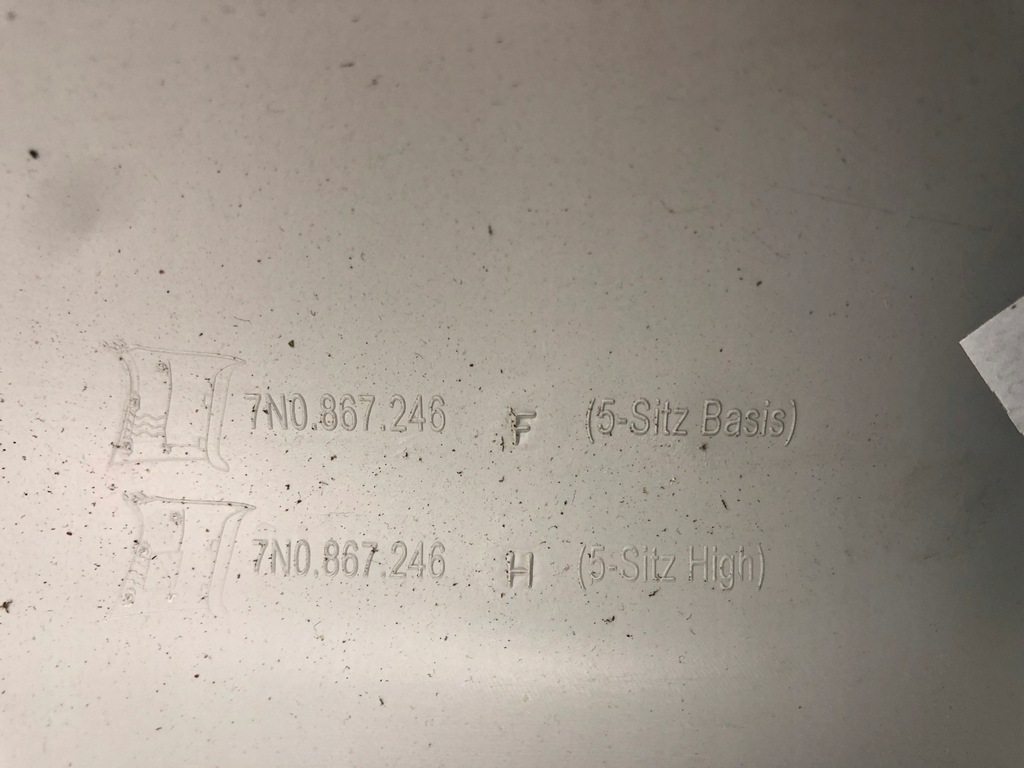 7N0.867.246 F (5-Sitz Basis)
7N0.867.246 H (5-Sitz High)